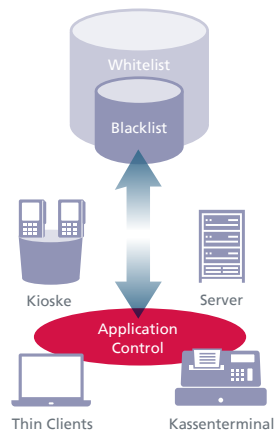 Whitelist
Blacklist
Kioske
Server
Application
Control
Thin Clients
Kassenterminal